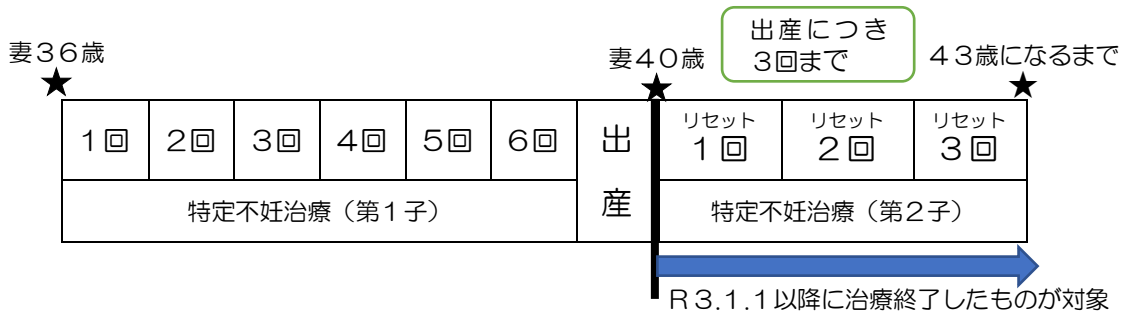 妻３６歳
★
妻４０歳
★
出産につき
３回まで
４３歳になるまで
★
１回
２回
３回
４回
５回
６回
出
産
リセット
１回
リセット
２回
リセット
３回
特定不妊治療（第１子）
特定不妊治療（第２子）
Ｒ３.１.１以降に治療終了したものが対象